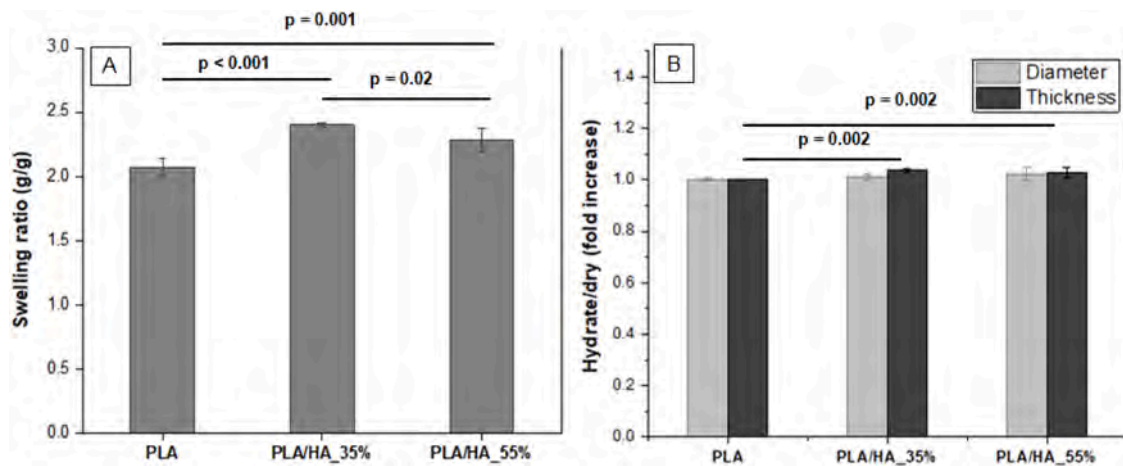 p = 0.001
A
p < 0.001
p = 0.02
3.0
2.5
2.0
1.5
1.0
0.5
0.0
Swelling ratio (g/g)
PLA
PLA/HA_35%
PLA/HA_55%
B
Diameter
Thickness
p = 0.002
p = 0.002
1.4
1.2
1.0
0.8
0.6
0.4
0.2
0.0
Hydrate/dry (fold increase)
PLA
PLA/HA_35%
PLA/HA_55%